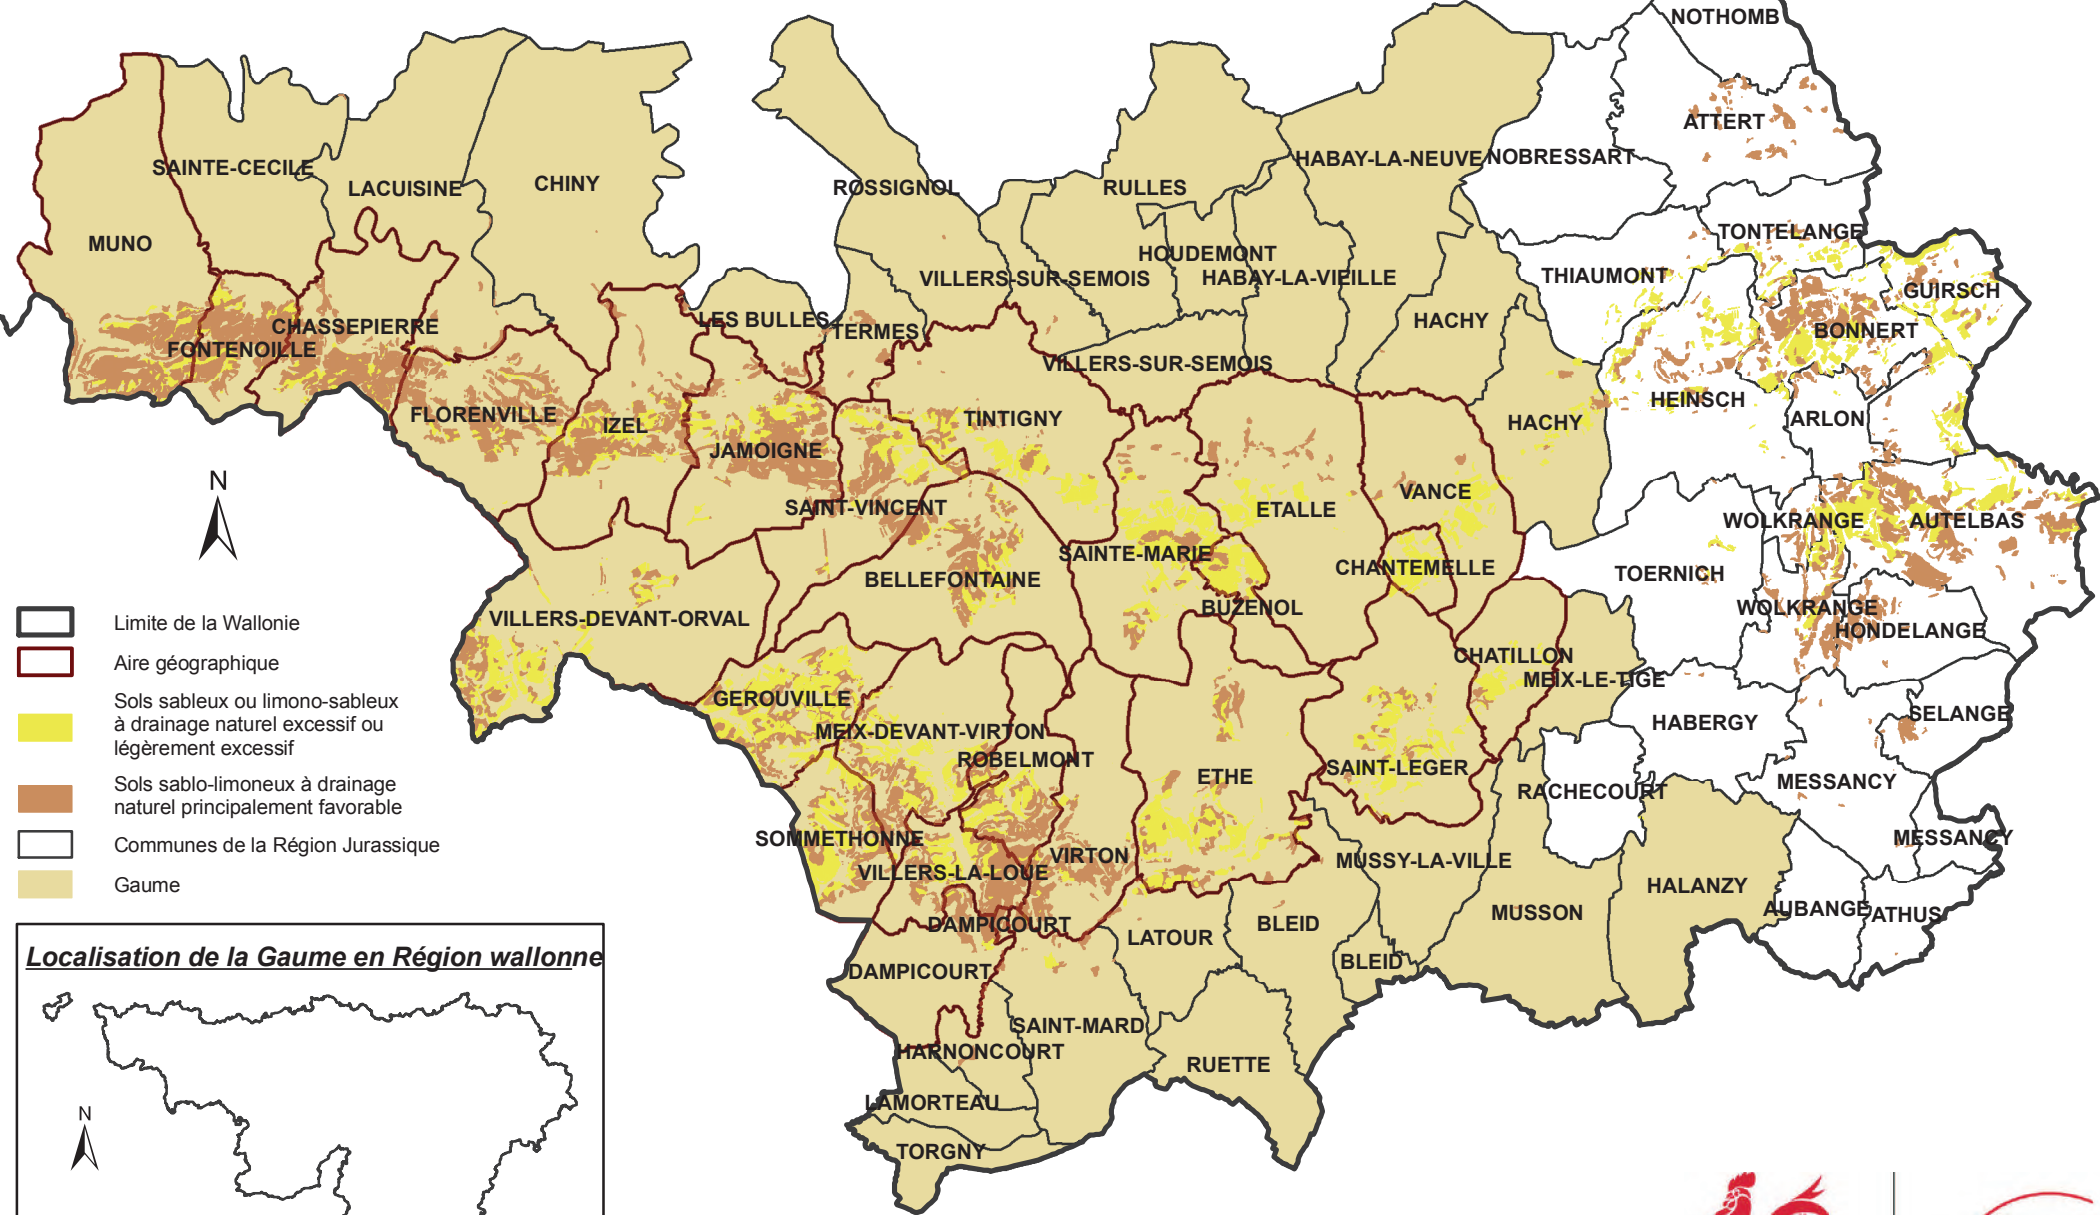 NOTHOMB
ATTERT
SAINTE-CECILE
LACUISINE
CHINY
ROSSIGNOL
RULLES
HABAY-LA-NEUVE
NOBRESSART
MUNO
TONTELANGE
HOUDEMONT
VILLERS-SUR-SEMOIS
HABAY-LA-VIEILLE
THIAUMONT
GUIRSCH
CHASSEPIERRE
LES BULLES
TERMES
HACHY
BONNERT
FONTENOILLE
VILLERS-SUR-SEMOIS
HEINSCH
FLORENVILLE
IZEL
TINTIGNY
HACHY
ARLON
JAMOIGNE
VANCE
SAINT-VINCENT
ETALLE
WOLKRANGE
AUTELBAS
SAINTE-MARIE
CHANTEMELLE
TOERNICH
BELLEFONTAINE
BUZENOL
WOLKRANGE
VILLERS-DEVANT-ORVAL
HONDELANGE
CHATILLON
MEIX-LE-TIGE
GEROUVILLE
HABERGY
SELANGE
MEIX-DEVANT-VIRTON
ROBELMONT
ETHE
SAINT-LEGER
RACHECOURT
MESSANCY
SOMMETHONNE
MESSANCY
VIRTON
MUSSY-LA-VILLE
VILLERS-LA-LOUE
HALANZY
DAMPICOURT
LATOUR
BLEID
MUSSON
AUBANGE
ATHUS
DAMPICOURT
BLEID
SAINT-MARD
HARNONCOURT
RUETTE
LAMORTEAU
TORGNY
N
Limite de la Wallonie
Aire géographique
Sols sableux ou limono-sableux
à drainage naturel excessif ou
légèrement excessif
Sols sablo-limoneux à drainage
naturel principalement favorable
Communes de la Région Jurassique
Gaume
Localisation de la Gaume en Région wallonne
N